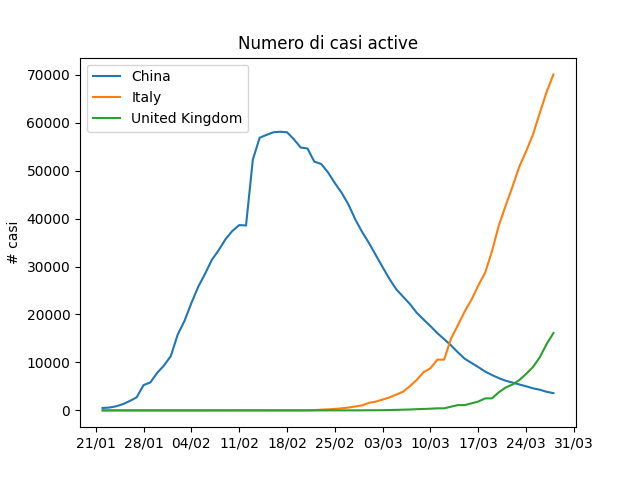 Numero di casi active
China
Italy
United Kingdom
# casi
70000
60000
50000
40000
30000
20000
10000
0
21/01 28/01 04/02 11/02 18/02 25/02 03/03 10/03 17/03 24/03 31/03